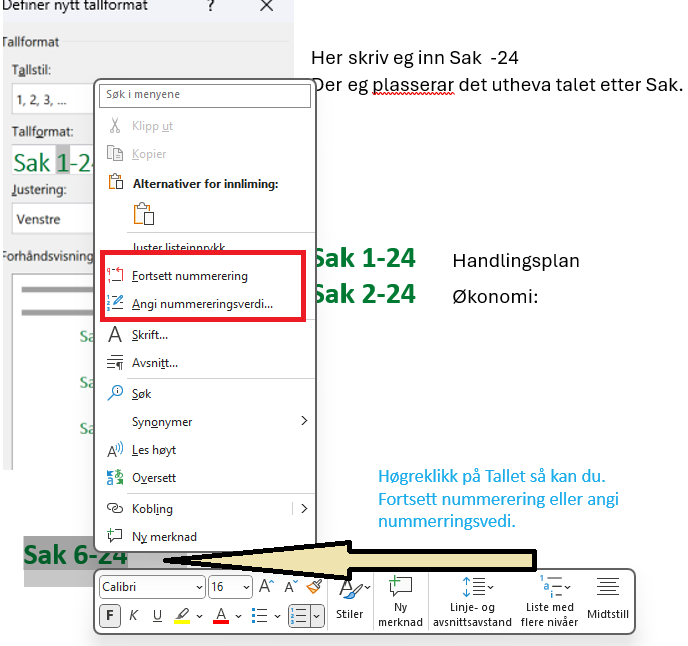 Definer nytt tallformat ?
Tallformat
Tallstil:
1, 2, 3, ...
Tallformat:
Sak 1-2
Justering:
Venstre
Forhåndsvisning
Sa
Sa
Sa
Her skriv eg inn Sak -24
Der eg plasserar det utheva talet etter Sak.
Søk i menyene
Klipp ut
Kopier
Alternativer for innliming:
Juster listeinnrykk
Fortsett nummerering
Angi nummereringsverdi...
Skrift...
Avsnitt...
Søk
Synonymer
Les høyt
Oversett
Kobling
Ny merknad
Sak 1-24 Handlingsplan
Sak 2-24 Økonomi:
Høgreklikk på Tallet så kan du.
Fortsett nummerering eller angi
nummerringsvedi.
Sak 6-24
Calibri 16 A A
F K U A
Stiler
Ny
merknad
Linje- og
avsnittsavstand
Liste med
flere nivåer
Midtstill